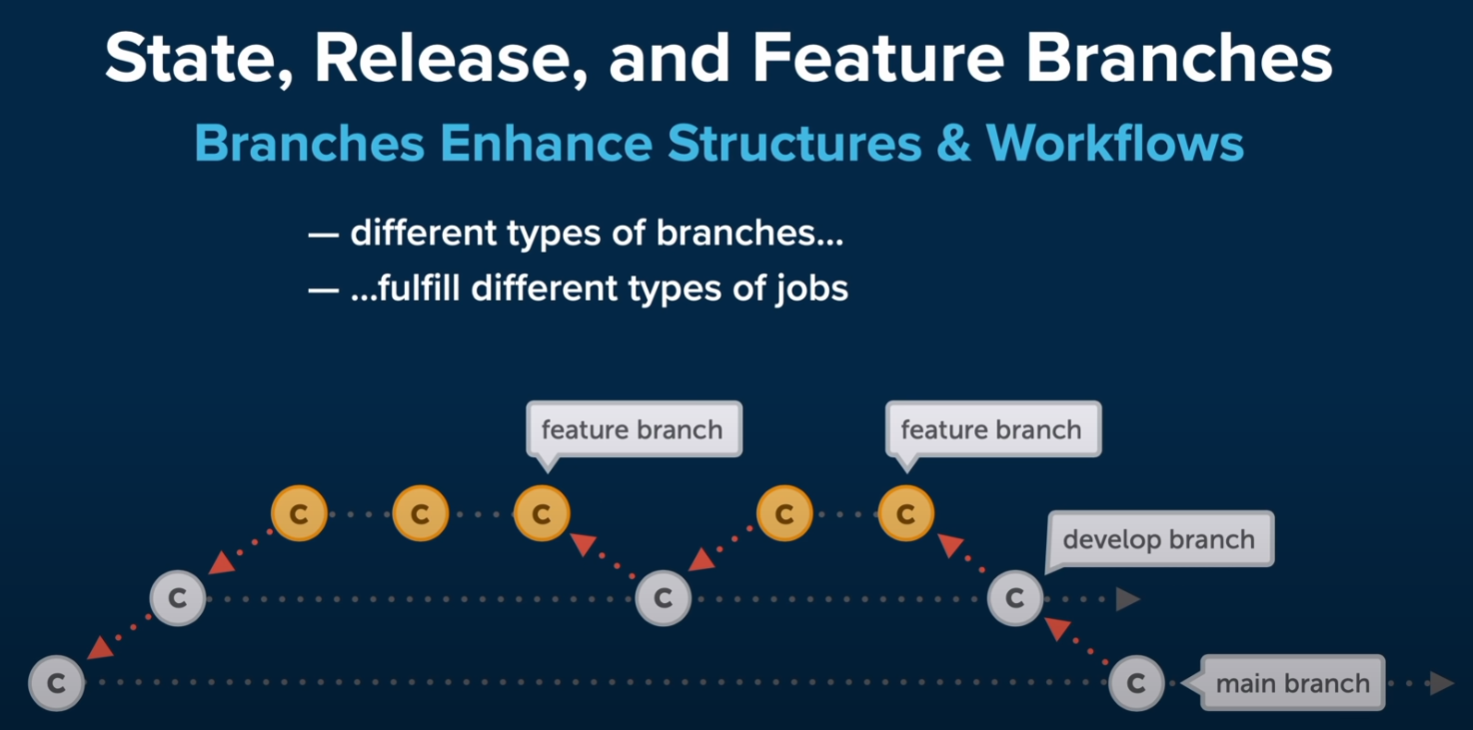 State, Release, and Feature Branches
Branches Enhance Structures & Workflows
— different types of branches...
— ...fulfill different types of jobs
feature branch
feature branch
C
C
C
C
C
develop branch
C
C
C
C
C
main branch